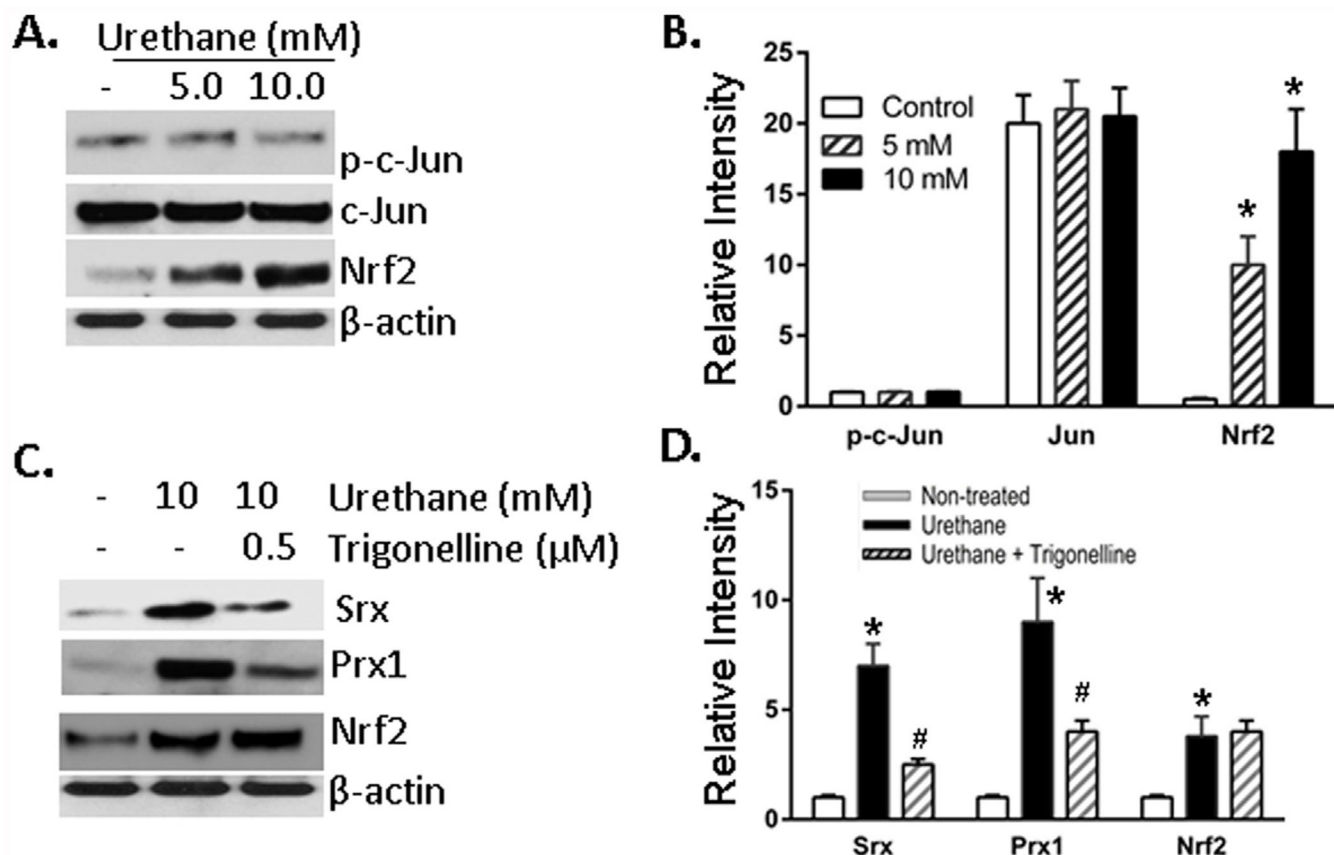 A.
Urethane (mM)
- 5.0 10.0
p-c-Jun
c-Jun
Nrf2
β-actin
B.
Relative Intensity
25
20
15
10
5
0
Control
5 mM
10 mM
* *
p-c-Jun Jun Nrf2
C.
- 10 10 Urethane (mM)
- - 0.5 Trigonelline (μM)
Srx
Prx1
Nrf2
β-actin
D.
Relative Intensity
15
10
5
0
Non-treated
Urethane
Urethane + Trigonelline
* # * # *
Srx Prx1 Nrf2